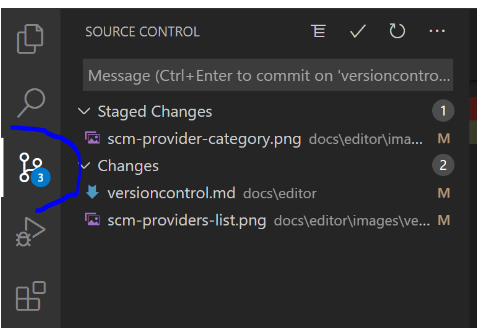 SOURCE CONTROL
Message (Ctrl+Enter to commit on 'versioncontro...
Staged Changes 1
scm-provider-category.png docs\editor\ima... M
3
Changes 2
versioncontrol.md docs\editor M
scm-providers-list.png docs\editor\images\ve... M